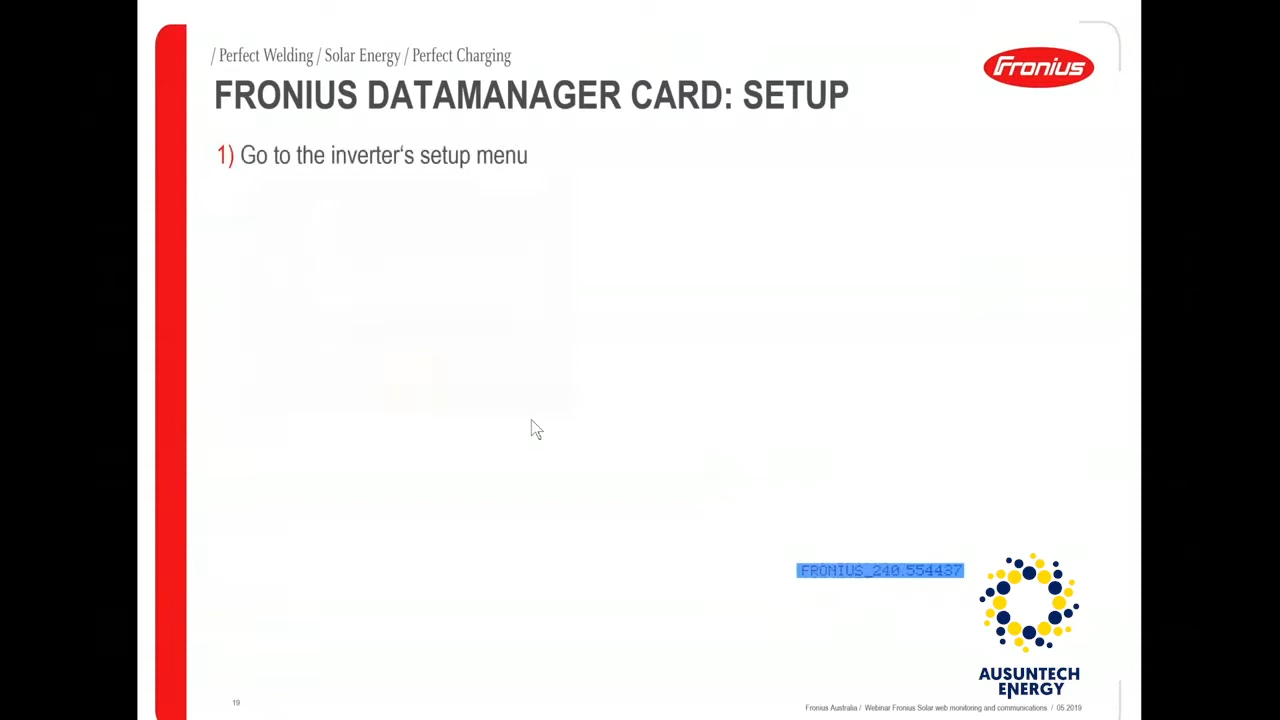 / Perfect Welding / Solar Energy / Perfect Charging
Fronius
FRONIUS DATAMANAGER CARD: SETUP
1) Go to the inverter‘s setup menu
FRONIUS_240.554437
AUSUNTECH
ENERGY
19
Fronius Australia / Webinar Fronius Solar web monitoring and communications / 05.2019